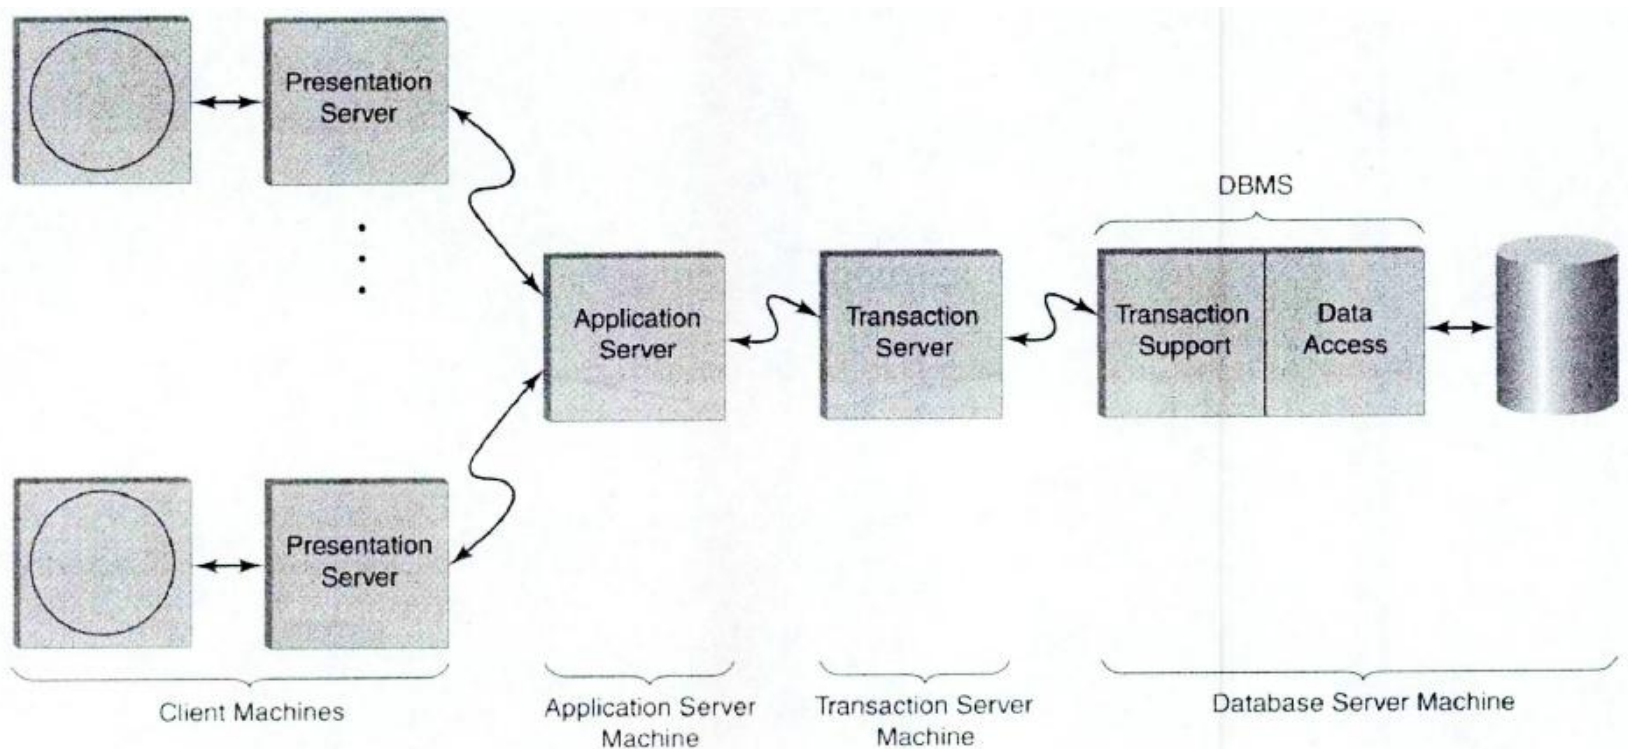 Presentation
Server
DBMS
Application
Server
Transaction
Server
Transaction
Support
Data
Access
Presentation
Server
Client Machines
Application Server
Machine
Transaction Server
Machine
Database Server Machine